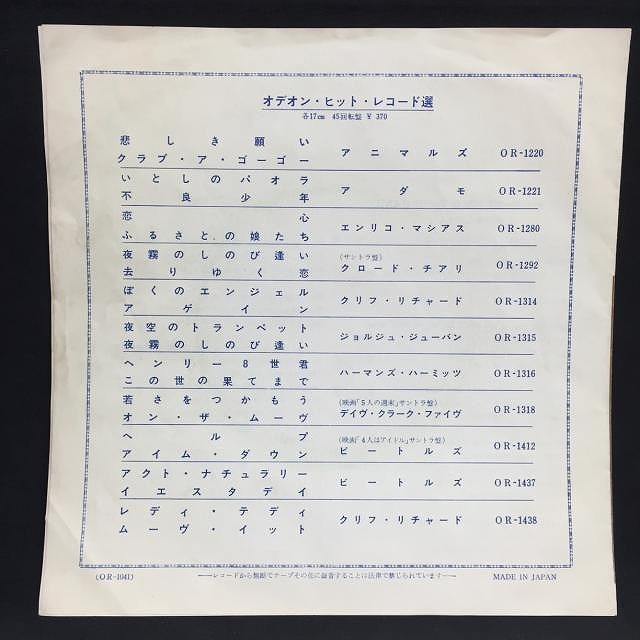 オデオン・ヒット・レコード選
各17cm 45回転盤 ¥ 370
悲しき願い
クラブ・ア・ゴーゴー
アニマルズ OR-1220
いとしのパオラ
不良少年
アダモ OR-1221
恋心
ふるさとの娘たち
エンリコ・マシアス OR-1280
夜霧のしのび逢い
去りゆく恋
(サントラ盤)
クロード・チアリ OR-1292
ぼくのエンジェル
アゲイン
クリフ・リチャード OR-1314
夜空のトランペット
夜霧のしのび逢い
ジョルジュ・ジューバン OR-1315
ヘンリー8世君
この世の果てまで
ハーマンズ・ハーミッツ OR-1316
若さをつかもう
オン・ザ・ムーヴ
(映画「5人の週末」サントラ盤)
デイヴ・クラーク・ファイヴ OR-1318
ヘルプ
アイム・ダウン
(映画「4人はアイドル」サントラ盤)
ビートルズ OR-1412
アクト・ナチュラリー
イエスタデイ
ビートルズ OR-1437
レディ・テディ
ムーヴ・イット
クリフ・リチャード OR-1438
(OR-1041)
レコードから無断でテープその他に録音することは法律で禁じられています
MADE IN JAPAN